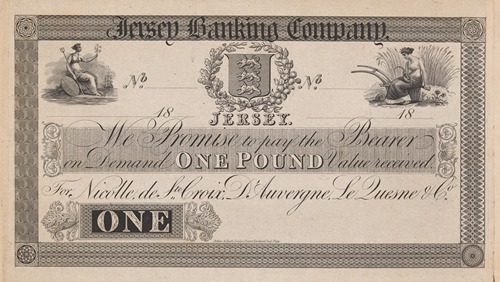 Jersey Banking Company.
No. No.
18 18
JERSEY.
We Promise to pay the Bearer
on Demand ONE POUND Value received.
For, Nicolle, de Ste. Croix, D'Auvergne, Le Quesne & Co.
ONE